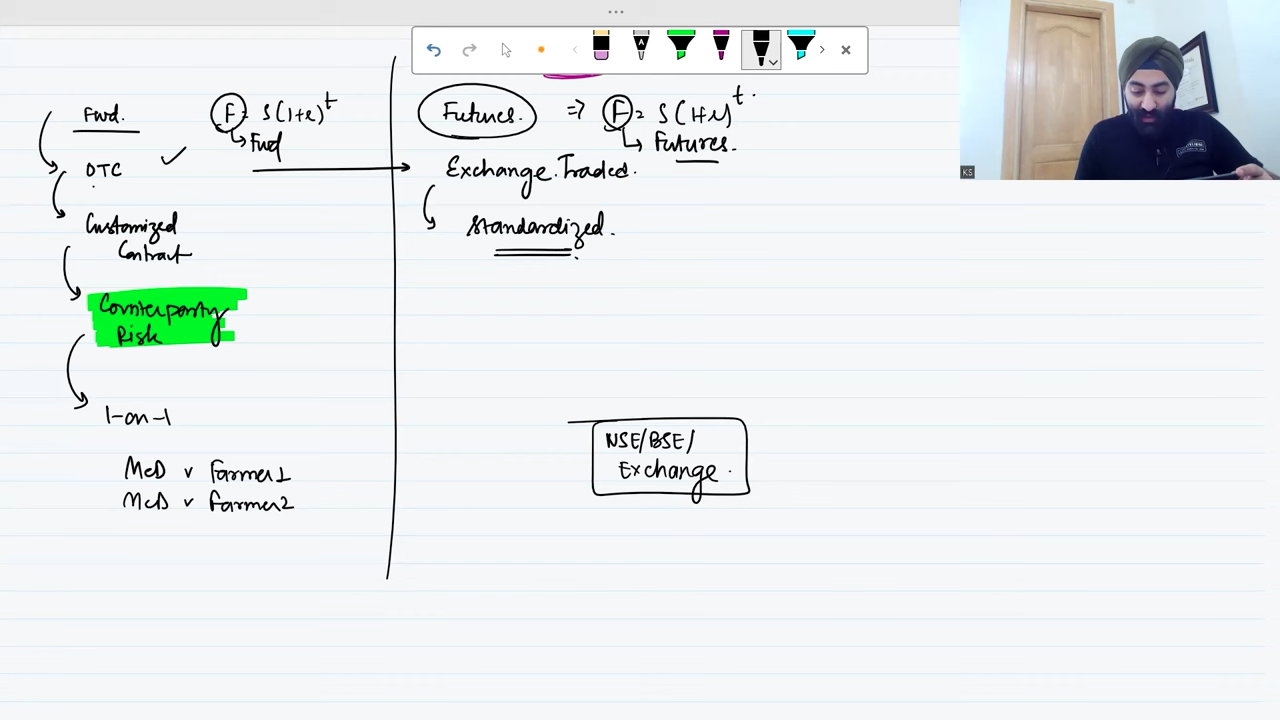 Fwd.
F = S(1+r)^t
Fwd
OTC
Customized
Contract
Counterparty
Risk
1-on-1
McD v Farmer1
McD v Farmer2
Futures. ⇒ F = S(1+r)^t.
Futures.
Exchange Traded.
Standardized.
NSE/BSE/
Exchange.
KS